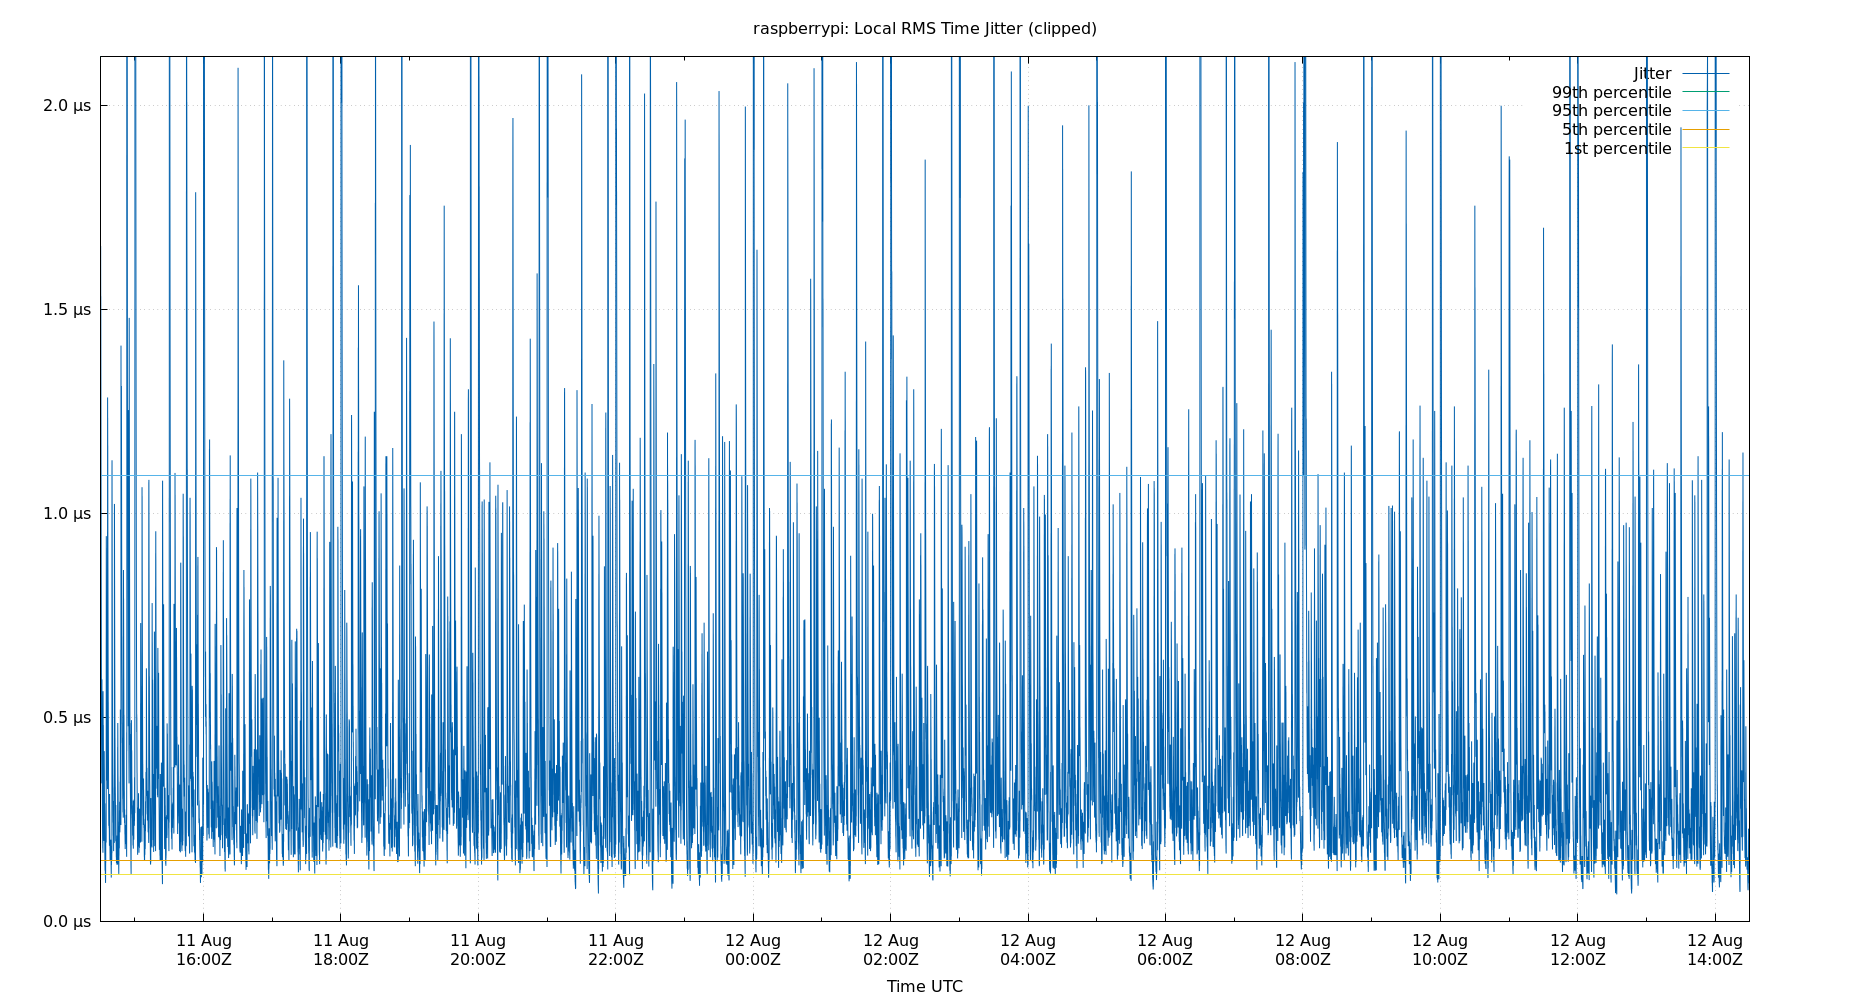 raspberrypi: Local RMS Time Jitter (clipped)
Jitter
99th percentile
95th percentile
5th percentile
1st percentile
2.0 µs
1.5 µs
1.0 µs
0.5 µs
0.0 µs
11 Aug 11 Aug 11 Aug 11 Aug 12 Aug 12 Aug 12 Aug 12 Aug 12 Aug 12 Aug 12 Aug 12 Aug
16:00Z 18:00Z 20:00Z 22:00Z 00:00Z 02:00Z 04:00Z 06:00Z 08:00Z 10:00Z 12:00Z 14:00Z
Time UTC